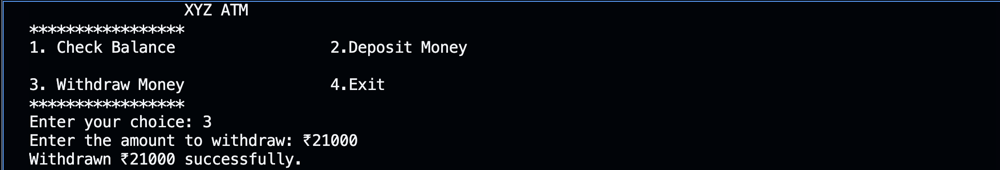 XYZ ATM
*****************
1. Check Balance                 2.Deposit Money
3. Withdraw Money                4.Exit
*****************
Enter your choice: 3
Enter the amount to withdraw: ₹21000
Withdrawn ₹21000 successfully.